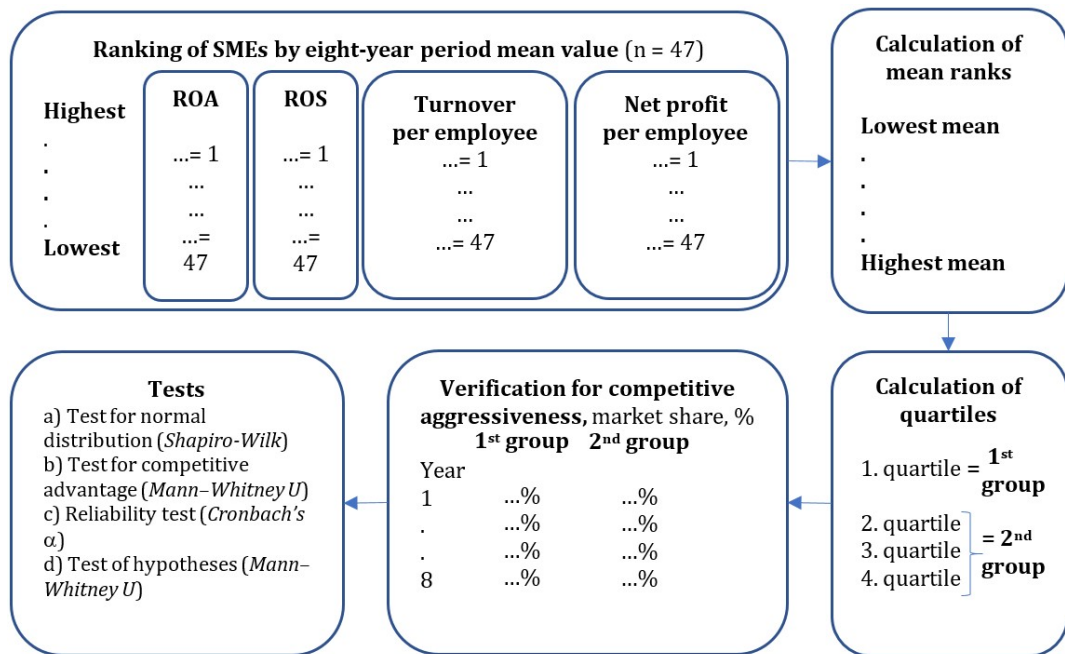 Ranking of SMEs by eight-year period mean value (n = 47)
Highest
.
.
.
.
Lowest
ROA
...= 1
...
...
...=
47
ROS
...= 1
...
...
...=
47
Turnover
per employee
...= 1
...
...
...= 47
Net profit
per employee
...= 1
...
...
...= 47
Calculation of
mean ranks
Lowest mean
.
.
.
.
Highest mean
Calculation of
quartiles
1. quartile = 1st
group
2. quartile
3. quartile
4. quartile
= 2nd
group
Verification for competitive
aggressiveness, market share, %
1st group 2nd group
Year
1 ...% ...%
. ...% ...%
. ...% ...%
8 ...% ...%
Tests
a) Test for normal
distribution (Shapiro-Wilk)
b) Test for competitive
advantage (Mann–Whitney U)
c) Reliability test (Cronbach's
α)
d) Test of hypotheses (Mann–
Whitney U)